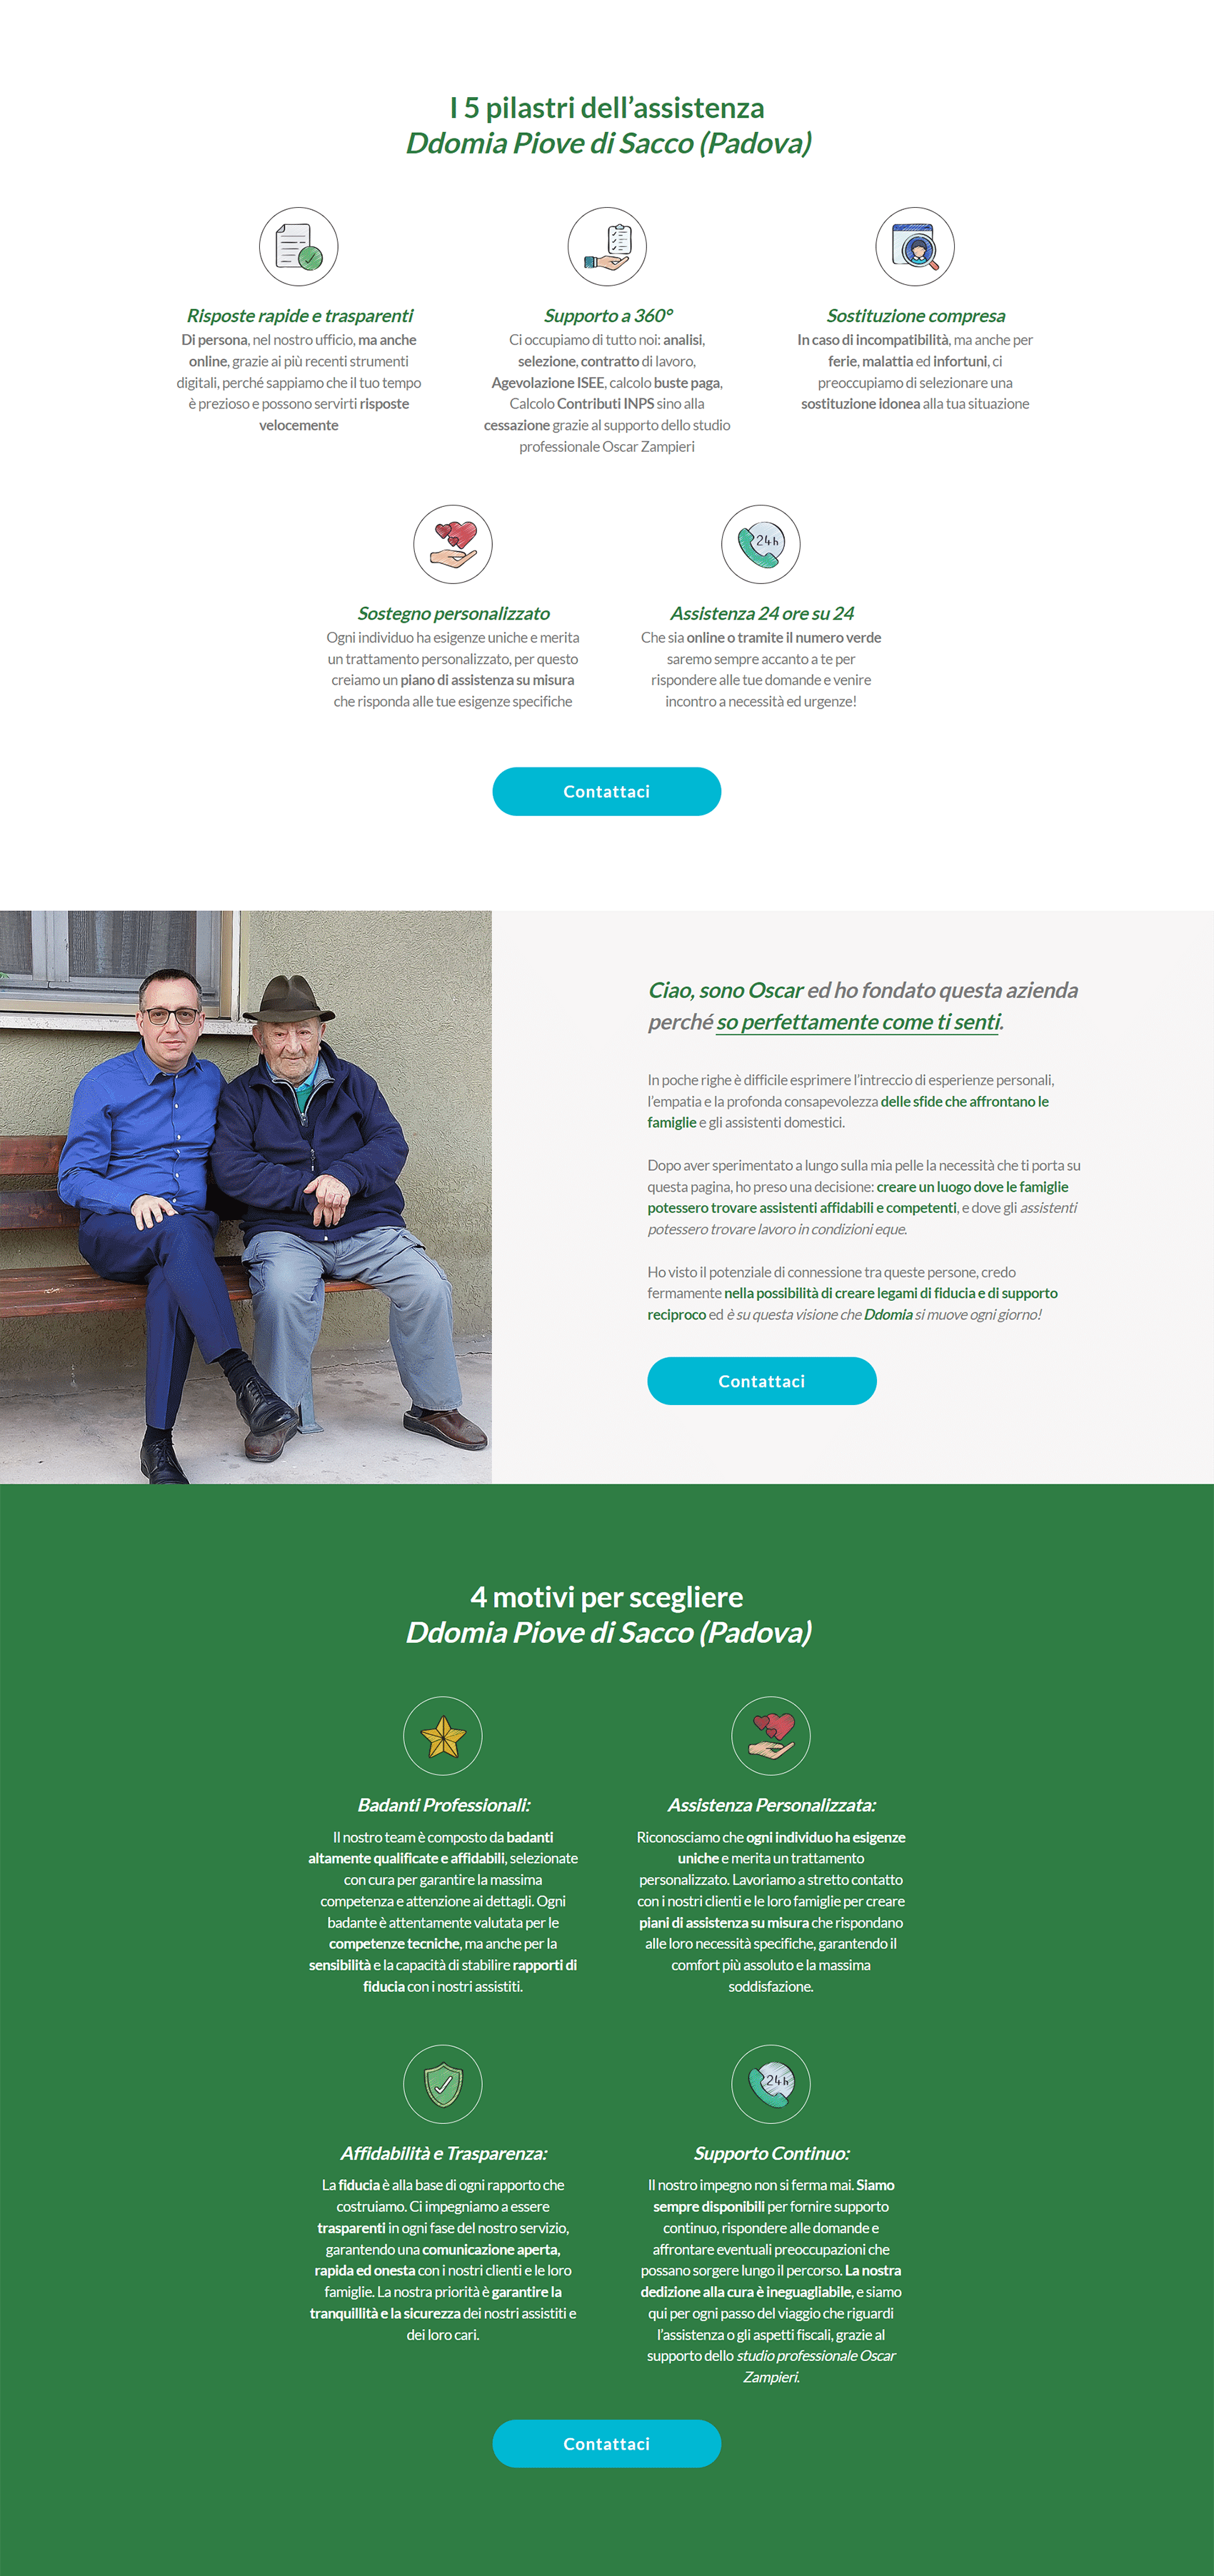 I 5 pilastri dell’assistenza
Ddomia Piove di Sacco (Padova)
Risposte rapide e trasparenti
Di persona, nel nostro ufficio, ma anche
online, grazie ai più recenti strumenti
digitali, perché sappiamo che il tuo tempo
è prezioso e possono servirti risposte
velocemente
Supporto a 360°
Ci occupiamo di tutto noi: analisi,
selezione, contratto di lavoro,
Agevolazione ISEE, calcolo buste paga,
Calcolo Contributi INPS sino alla
cessazione grazie al supporto dello studio
professionale Oscar Zampieri
Sostituzione compresa
In caso di incompatibilità, ma anche per
ferie, malattia ed infortuni, ci
preoccupiamo di selezionare una
sostituzione idonea alla tua situazione
Sostegno personalizzato
Ogni individuo ha esigenze uniche e merita
un trattamento personalizzato, per questo
creiamo un piano di assistenza su misura
che risponda alle tue esigenze specifiche
24h
Assistenza 24 ore su 24
Che sia online o tramite il numero verde
saremo sempre accanto a te per
rispondere alle tue domande e venire
incontro a necessità ed urgenze!
Contattaci
Ciao, sono Oscar ed ho fondato questa azienda
perché so perfettamente come ti senti.
In poche righe è difficile esprimere l’intreccio di esperienze personali,
l’empatia e la profonda consapevolezza delle sfide che affrontano le
famiglie e gli assistenti domestici.
Dopo aver sperimentato a lungo sulla mia pelle la necessità che ti porta su
questa pagina, ho preso una decisione: creare un luogo dove le famiglie
potessero trovare assistenti affidabili e competenti, e dove gli assistenti
potessero trovare lavoro in condizioni eque.
Ho visto il potenziale di connessione tra queste persone, credo
fermamente nella possibilità di creare legami di fiducia e di supporto
reciproco ed è su questa visione che Ddomia si muove ogni giorno!
Contattaci
4 motivi per scegliere
Ddomia Piove di Sacco (Padova)
Badanti Professionali:
Il nostro team è composto da badanti
altamente qualificate e affidabili, selezionate
con cura per garantire la massima
competenza e attenzione ai dettagli. Ogni
badante è attentamente valutata per le
competenze tecniche, ma anche per la
sensibilità e la capacità di stabilire rapporti di
fiducia con i nostri assistiti.
Assistenza Personalizzata:
Riconosciamo che ogni individuo ha esigenze
uniche e merita un trattamento
personalizzato. Lavoriamo a stretto contatto
con i nostri clienti e le loro famiglie per creare
piani di assistenza su misura che rispondano
alle loro necessità specifiche, garantendo il
comfort più assoluto e la massima
soddisfazione.
Affidabilità e Trasparenza:
La fiducia è alla base di ogni rapporto che
costruiamo. Ci impegniamo a essere
trasparenti in ogni fase del nostro servizio,
garantendo una comunicazione aperta,
rapida ed onesta con i nostri clienti e le loro
famiglie. La nostra priorità è garantire la
tranquillità e la sicurezza dei nostri assistiti e
dei loro cari.
24h
Supporto Continuo:
Il nostro impegno non si ferma mai. Siamo
sempre disponibili per fornire supporto
continuo, rispondere alle domande e
affrontare eventuali preoccupazioni che
possano sorgere lungo il percorso. La nostra
dedizione alla cura è ineguagliabile, e siamo
qui per ogni passo del viaggio che riguardi
l’assistenza o gli aspetti fiscali, grazie al
supporto dello studio professionale Oscar
Zampieri.
Contattaci